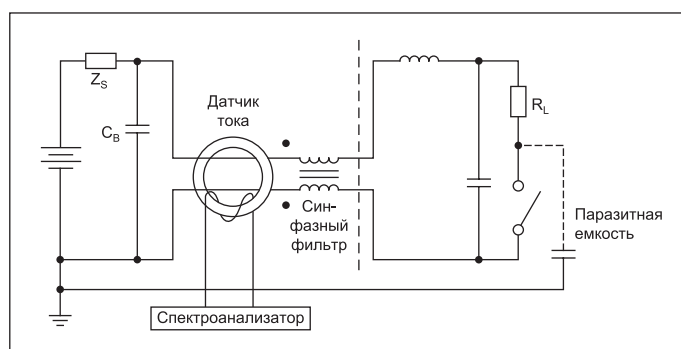 Z_S
C_B
Датчик
тока
Син-
фазный
фильтр
R_L
Паразитная
емкость
Спектроанализатор